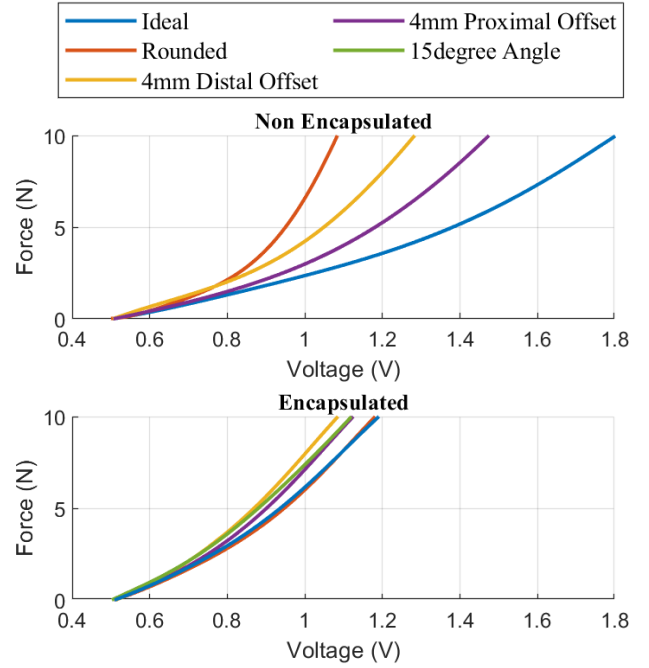 Ideal
Rounded
4mm Distal Offset
4mm Proximal Offset
15degree Angle
Non Encapsulated
10
5
0
Force (N)
0.4 0.6 0.8 1 1.2 1.4 1.6 1.8
Voltage (V)
Encapsulated
10
5
0
Force (N)
0.4 0.6 0.8 1 1.2 1.4 1.6 1.8
Voltage (V)